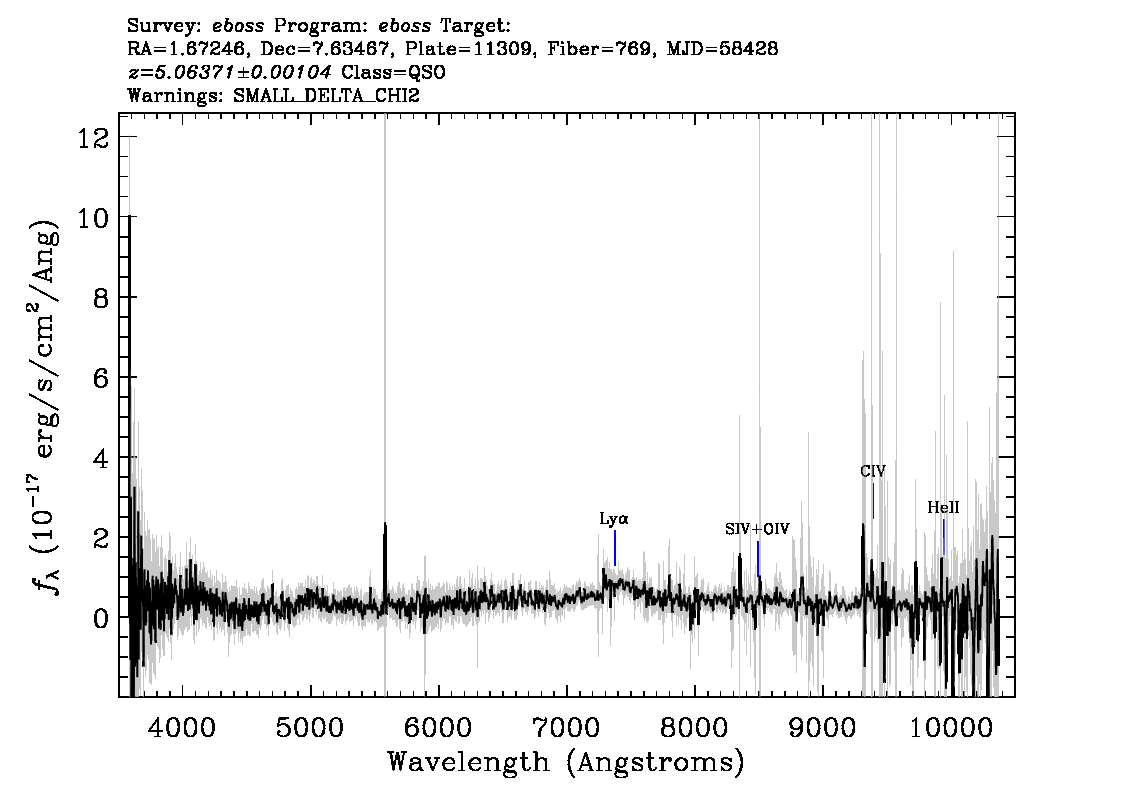 Survey: eboss Program: eboss Target:
RA=1.67246, Dec=7.63467, Plate=11309, Fiber=769, MJD=58428
z=5.06371±0.00104 Class=QSO
Warnings: SMALL_DELTA_CHI2
12
10
8
6
4
2
0
f_λ (10^−17 erg/s/cm^2/Ang)
CIV
HeII
Lyα
SIV+OIV
4000 5000 6000 7000 8000 9000 10000
Wavelength (Angstroms)